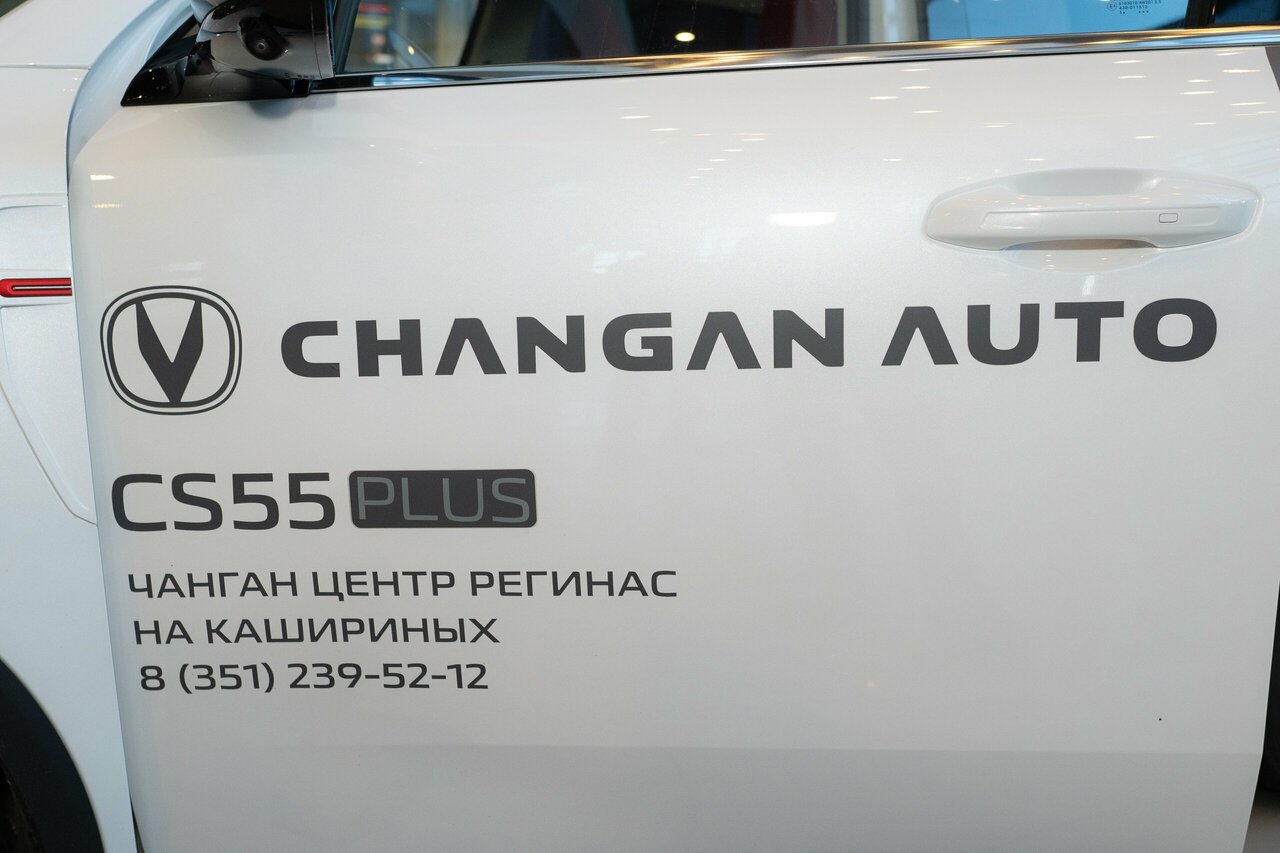 CHANGAN AUTO
CS55 PLUS
ЧАНГАН ЦЕНТР РЕГИНАС
НА КАШИРИНЫХ
8 (351) 239-52-12